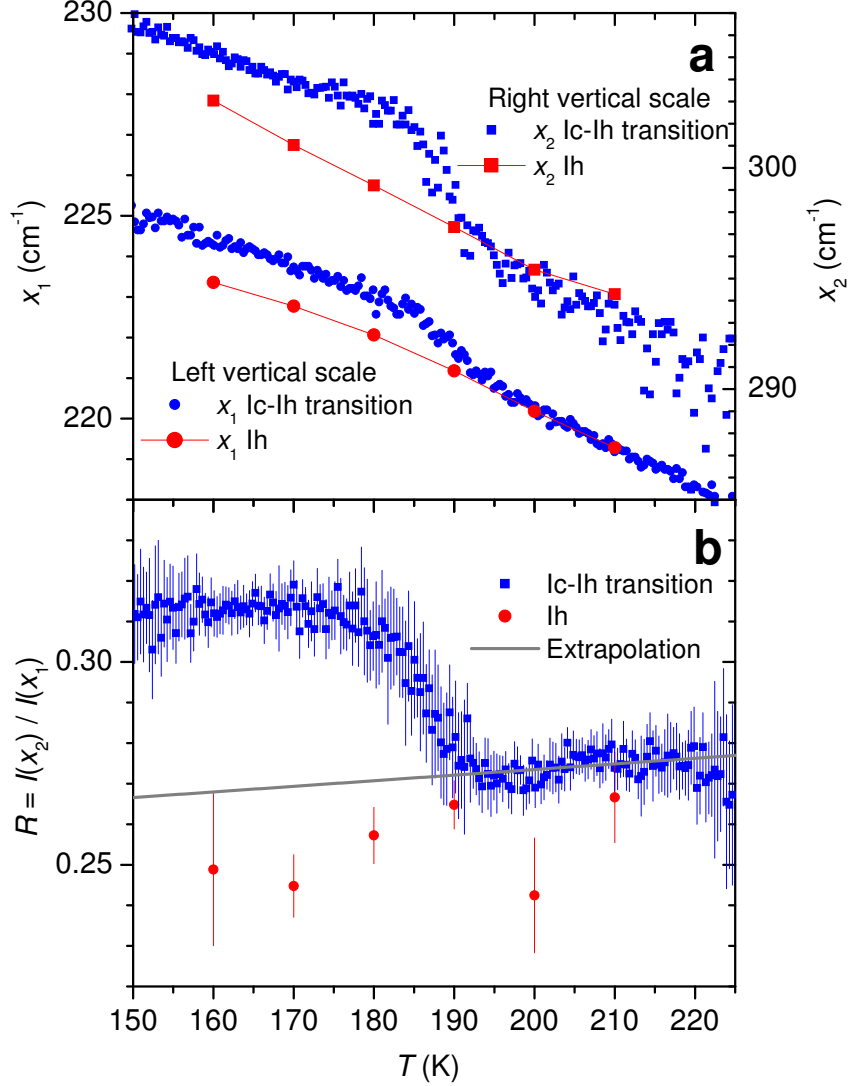 230
225
220
x₁ (cm⁻¹)
a
Right vertical scale
x₂ Ic-Ih transition
x₂ Ih
300
290
x₂ (cm⁻¹)
Left vertical scale
x₁ Ic-Ih transition
x₁ Ih
b
Ic-Ih transition
Ih
Extrapolation
0.30
0.25
R = I(x₂) / I(x₁)
150 160 170 180 190 200 210 220
T (K)